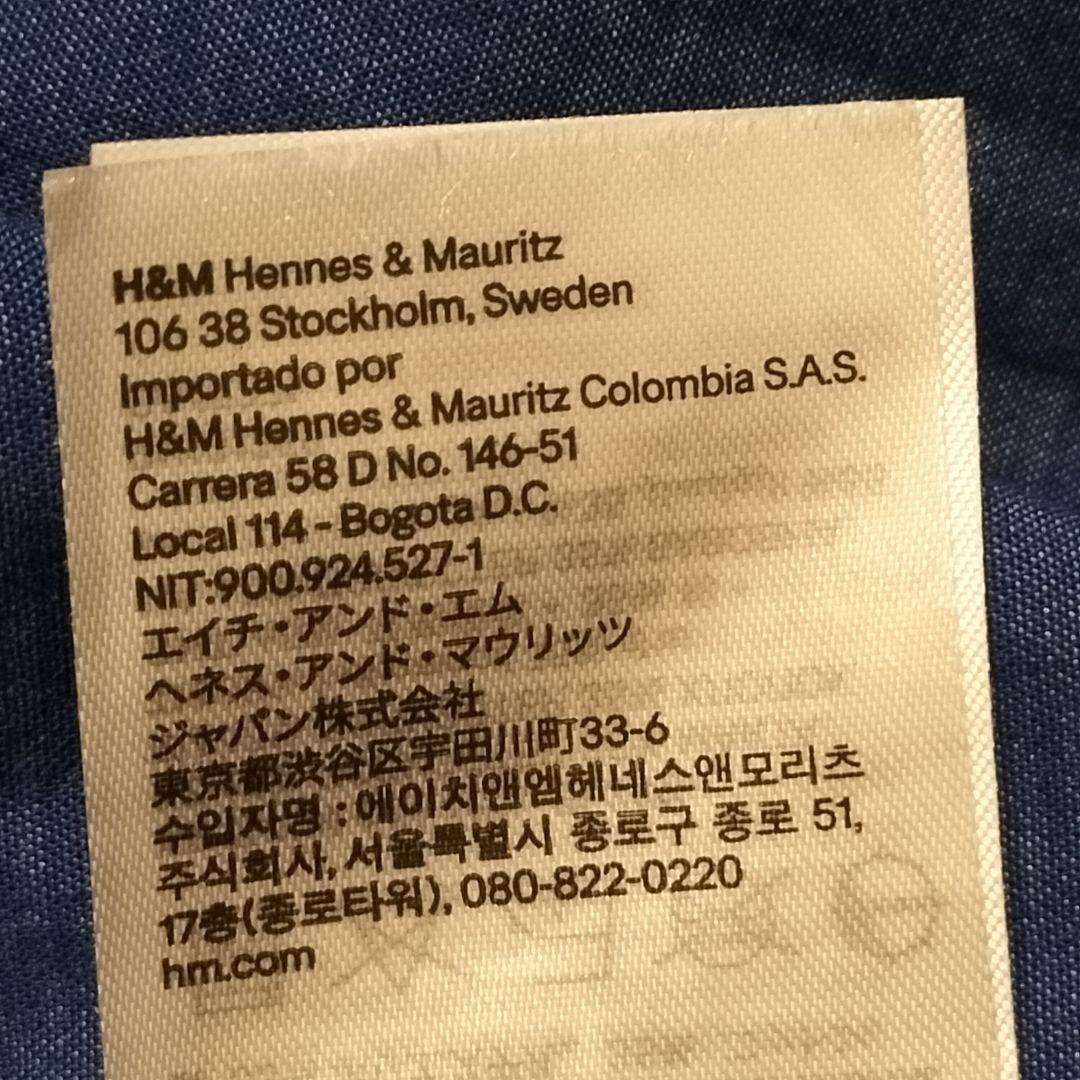 H&M Hennes & Mauritz
106 38 Stockholm, Sweden
Importado por
H&M Hennes & Mauritz Colombia S.A.S.
Carrera 58 D No. 146-51
Local 114 - Bogota D.C.
NIT:900.924.527-1
エイチ・アンド・エム
ヘネス・アンド・マウリッツ
ジャパン株式会社
東京都渋谷区宇田川町33-6
수입자명 : 에이치앤엠헤네스앤모리츠
주식회사, 서울특별시 종로구 종로 51,
17층(종로타워), 080-822-0220
hm.com